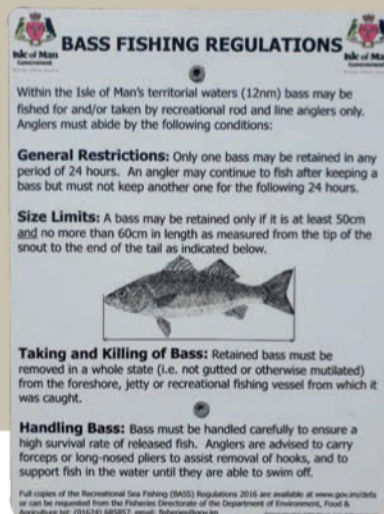 Isle of Man
Government
BASS FISHING REGULATIONS
Isle of Man
Government
Within the Isle of Man's territorial waters (12nm) bass may be
fished for and/or taken by recreational rod and line anglers only.
Anglers must abide by the following conditions:
General Restrictions: Only one bass may be retained in any
period of 24 hours. An angler may continue to fish after keeping a
bass but must not keep another one for the following 24 hours.
Size Limits: A bass may be retained only if it is at least 50cm
and no more than 60cm in length as measured from the tip of the
snout to the end of the tail as indicated below.
Taking and Killing of Bass: Retained bass must be
removed in a whole state (i.e. not gutted or otherwise mutilated)
from the foreshore, jetty or recreational fishing vessel from which it
was caught.
Handling Bass: Bass must be handled carefully to ensure a
high survival rate of released fish. Anglers are advised to carry
forceps or long-nosed pliers to assist removal of hooks, and to
support fish in the water until they are able to swim off.
Full copies of the Recreational Sea Fishing (BASS) Regulations 2016 are available at www.gov.im/defa
or can be requested from the Fisheries Directorate of the Department of Environment, Food &
Agriculture tel: (01624) 685857, email: fisheries@gov.im